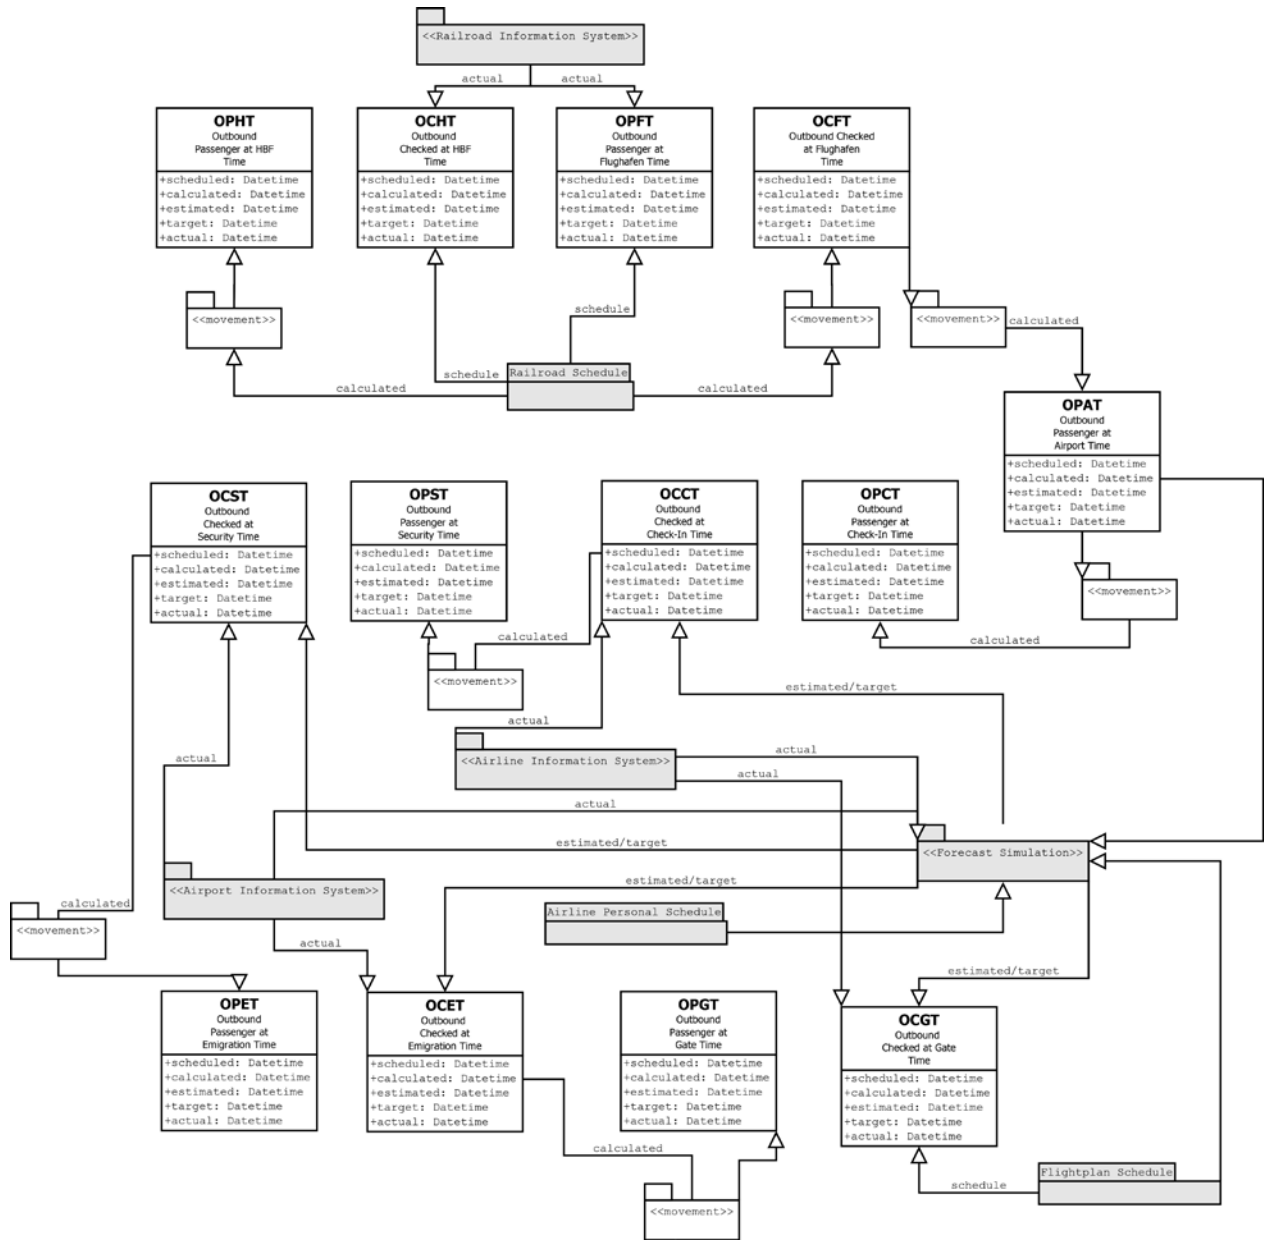 <<Railroad Information System>>
actual
actual
OPHT
Outbound
Passenger at HBF
Time
+scheduled: Datetime
+calculated: Datetime
+estimated: Datetime
+target: Datetime
+actual: Datetime
OCHT
Outbound
Checked at HBF
Time
+scheduled: Datetime
+calculated: Datetime
+estimated: Datetime
+target: Datetime
+actual: Datetime
OPFT
Outbound
Passenger at
Flughafen Time
+scheduled: Datetime
+calculated: Datetime
+estimated: Datetime
+target: Datetime
+actual: Datetime
OCFT
Outbound Checked
at Flughafen
Time
+scheduled: Datetime
+calculated: Datetime
+estimated: Datetime
+target: Datetime
+actual: Datetime
<<movement>>
schedule
<<movement>>
<<movement>>
calculated
calculated
schedule
Railroad Schedule
calculated
OPAT
Outbound
Passenger at
Airport Time
+scheduled: Datetime
+calculated: Datetime
+estimated: Datetime
+target: Datetime
+actual: Datetime
OCST
Outbound
Checked at
Security Time
+scheduled: Datetime
+calculated: Datetime
+estimated: Datetime
+target: Datetime
+actual: Datetime
OPST
Outbound
Passenger at
Security Time
+scheduled: Datetime
+calculated: Datetime
+estimated: Datetime
+target: Datetime
+actual: Datetime
OCCT
Outbound
Checked at
Check-In Time
+scheduled: Datetime
+calculated: Datetime
+estimated: Datetime
+target: Datetime
+actual: Datetime
OPCT
Outbound
Passenger at
Check-In Time
+scheduled: Datetime
+calculated: Datetime
+estimated: Datetime
+target: Datetime
+actual: Datetime
<<movement>>
calculated
calculated
<<movement>>
estimated/target
actual
actual
actual
<<Airline Information System>>
actual
actual
estimated/target
<<Forecast Simulation>>
estimated/target
<<Airport Information System>>
calculated
<<movement>>
Airline Personal Schedule
actual
estimated/target
OPET
Outbound
Passenger at
Emigration Time
+scheduled: Datetime
+calculated: Datetime
+estimated: Datetime
+target: Datetime
+actual: Datetime
OCET
Outbound
Checked at
Emigration Time
+scheduled: Datetime
+calculated: Datetime
+estimated: Datetime
+target: Datetime
+actual: Datetime
OPGT
Outbound
Passenger at
Gate Time
+scheduled: Datetime
+calculated: Datetime
+estimated: Datetime
+target: Datetime
+actual: Datetime
OCGT
Outbound
Checked at Gate
Time
+scheduled: Datetime
+calculated: Datetime
+estimated: Datetime
+target: Datetime
+actual: Datetime
calculated
<<movement>>
schedule
Flightplan Schedule